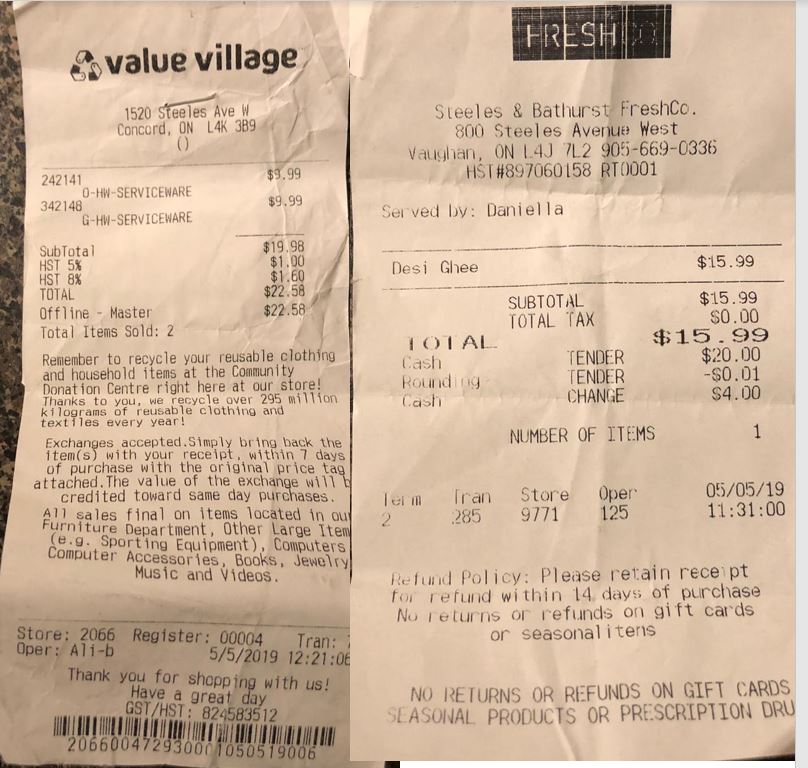 value village
1520 Steeles Ave W
Concord, ON L4K 3B9
()
242141 $9.99
O-HW-SERVICEWARE
342148 $9.99
G-HW-SERVICEWARE
SubTotal $19.98
HST 5% $1.00
HST 8% $1.60
TOTAL $22.58
Offline - Master $22.58
Total Items Sold: 2
Remember to recycle your reusable clothing
and household items at the Community
Donation Centre right here at our store!
Thanks to you, we recycle over 295 million
kilograms of reusable clothing and
textiles every year!
Exchanges accepted.Simply bring back the
item(s) with your receipt, within 7 days
of purchase with the original price tag
attached.The value of the exchange will b
credited toward same day purchases.
All sales final on items located in our
Furniture Department, Other Large Item
(e.g. Sporting Equipment), Computers
Computer Accessories, Books, Jewelry
Music and Videos.
Store: 2066 Register: 00004 Tran:
Oper: Ali-b 5/5/2019 12:21:06
Thank you for shopping with us!
Have a great day
GST/HST: 824583512
FRESHCO
Steeles & Bathurst FreshCo.
800 Steeles Avenue West
Vaughan, ON L4J 7L2 905-669-0336
HST#897060158 RT0001
Served by: Daniella
Desi Ghee $15.99
SUBTOTAL $15.99
TOTAL TAX $0.00
TOTAL $15.99
Cash TENDER $20.00
Rounding TENDER -$0.01
Cash CHANGE $4.00
NUMBER OF ITEMS 1
Term Tran Store Oper 05/05/19
2 285 9771 125 11:31:00
Refund Policy: Please retain receipt
for refund within 14 days of purchase
No returns or refunds on gift cards
or seasonal items
NO RETURNS OR REFUNDS ON GIFT CARDS
SEASONAL PRODUCTS OR PRESCRIPTION DRU